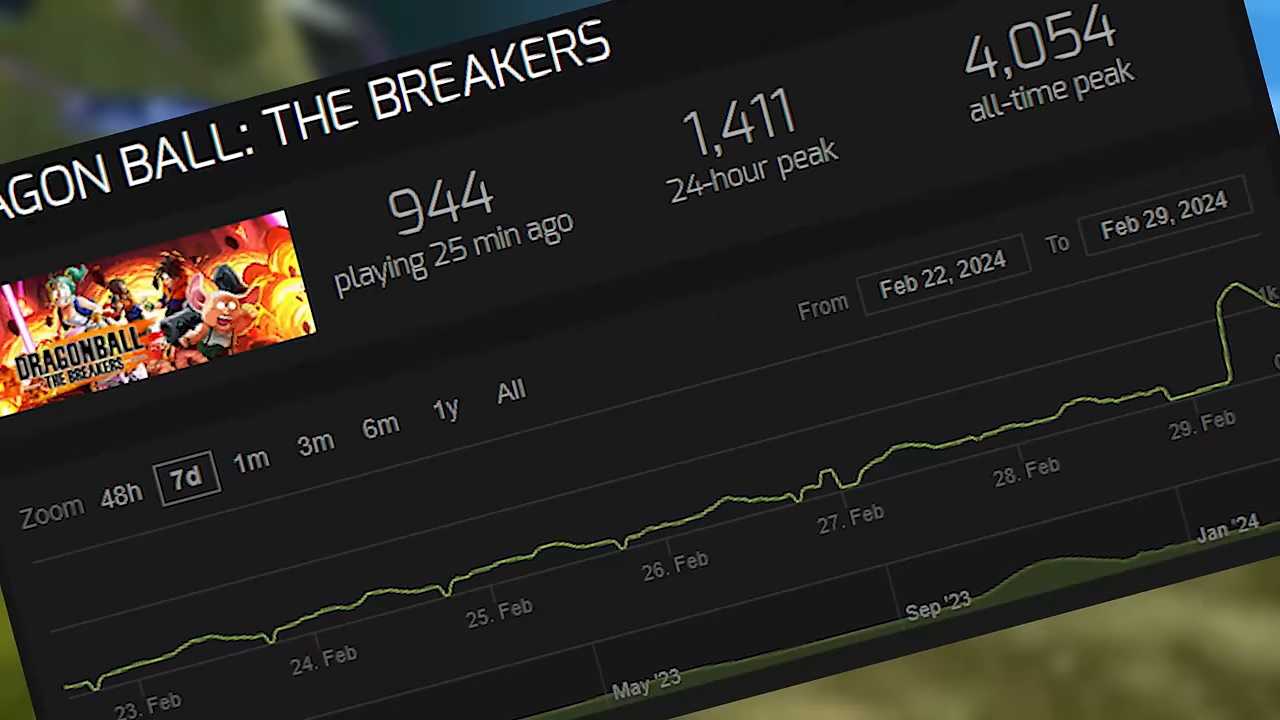 AGON BALL: THE BREAKERS
944
playing 25 min ago
1,411
24-hour peak
4,054
all-time peak
DRAGONBALL
THE BREAKERS
From Feb 22, 2024 To Feb 29, 2024
Zoom 48h 7d 1m 3m 6m 1y All
1k
23. Feb 24. Feb 25. Feb 26. Feb 27. Feb 28. Feb 29. Feb
May '23 Sep '23 Jan '24